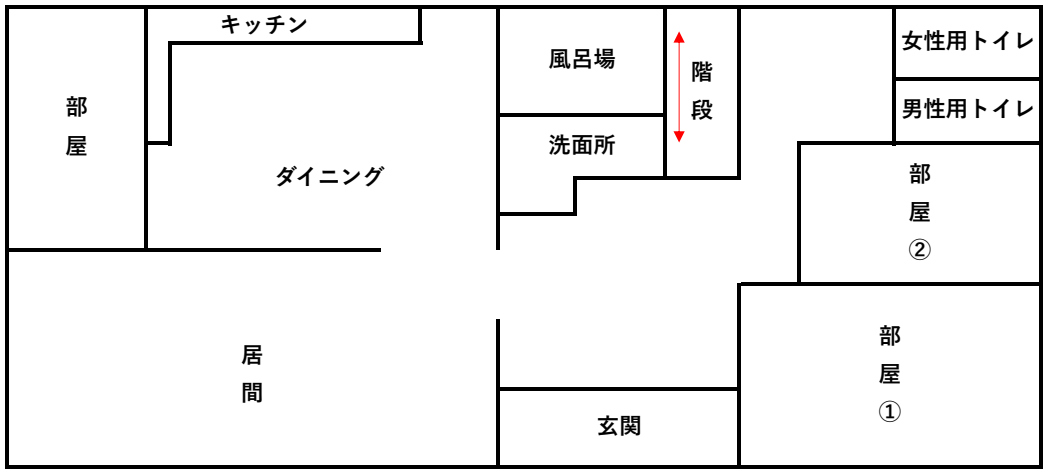 キッチン
女性用トイレ
風呂場
階段
部屋
男性用トイレ
洗面所
ダイニング
部屋②
居間
部屋①
玄関